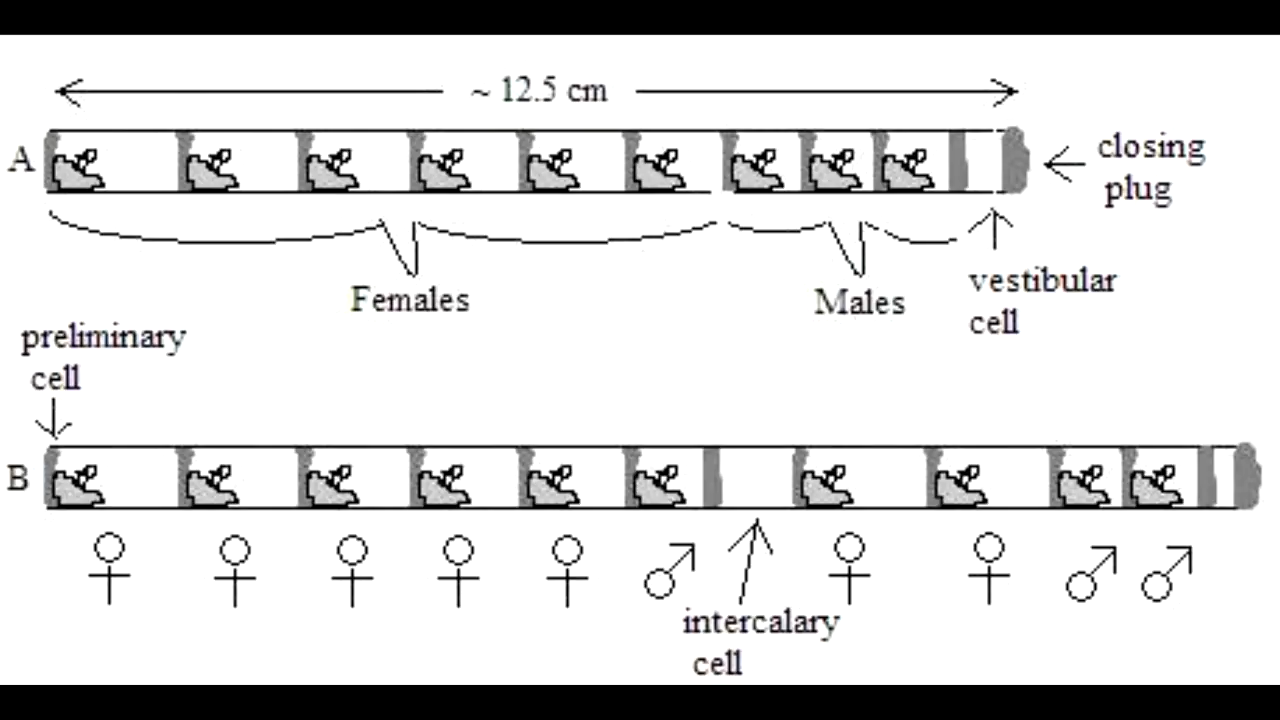 ~ 12.5 cm
A
closing
plug
Females
Males
vestibular
cell
preliminary
cell
B
♀ ♀ ♀ ♀ ♀ ♂ ♀ ♀ ♂ ♂
intercalary
cell